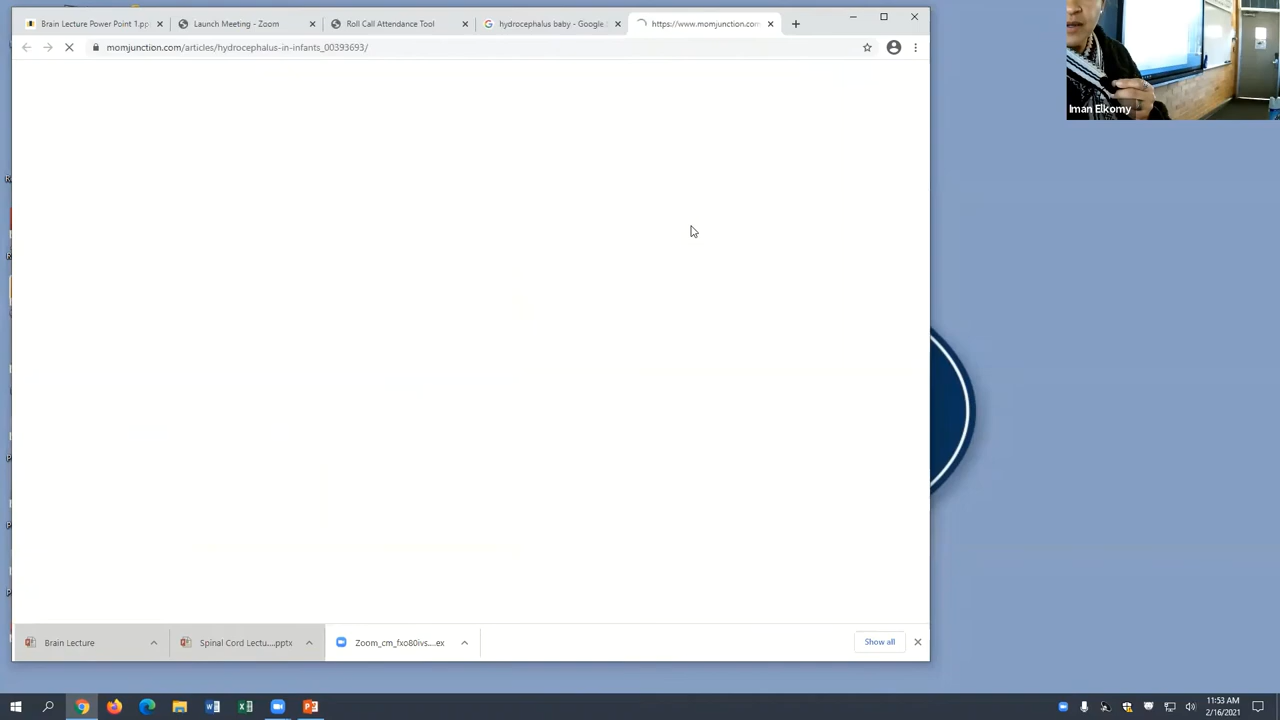 Brain Lecture Power Point 1.pp
Launch Meeting - Zoom
Roll Call Attendance Tool
hydrocephalus baby - Google
https://www.momjunction.com
momjunction.com/articles/hydrocephalus-in-infants_00393693/
Iman Elkomy
Brain Lecture
Spinal Cord Lectu....pptx
Zoom_cm_fxo80ivs....ex
Show all
11:53 AM
2/16/2021